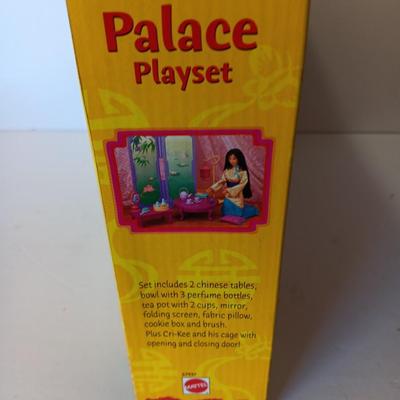 Palace
Playset
Set includes 2 chinese tables,
bowl with 3 perfume bottles,
tea pot with 2 cups, mirror,
folding screen, fabric pillow,
cookie box and brush.
Plus Cri-Kee and his cage with
opening and closing door!
MATTEL